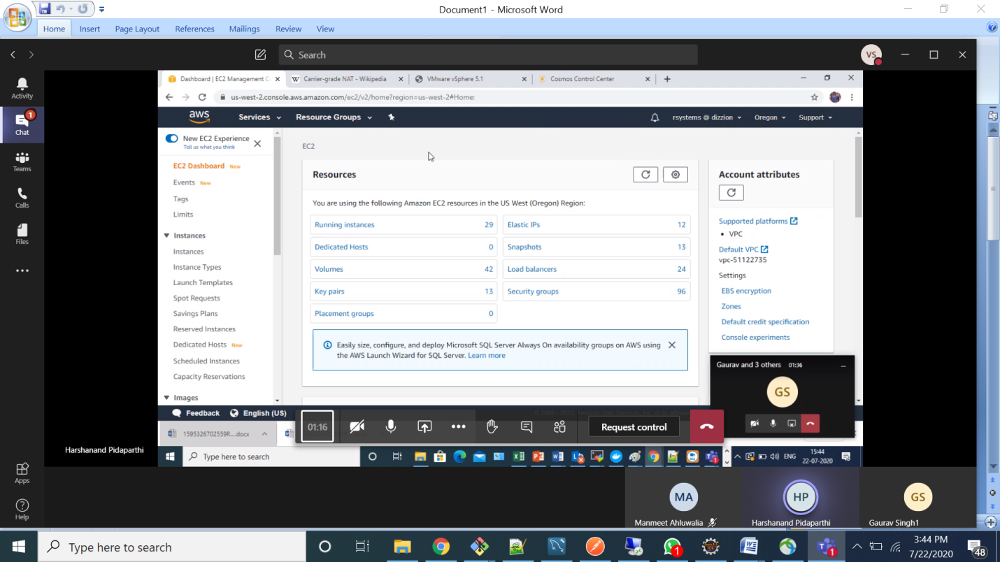 Document1 - Microsoft Word
Home Insert Page Layout References Mailings Review View
Search
VS
Activity
1
Chat
Teams
Calls
Files
Apps
Help
Dashboard | EC2 Management C
Carrier-grade NAT - Wikipedia
VMware vSphere 5.1
Cosmos Control Center
us-west-2.console.aws.amazon.com/ec2/v2/home?region=us-west-2#Home:
aws
Services
Resource Groups
rsystems @ dizzion
Oregon
Support
New EC2 Experience
Tell us what you think
EC2 Dashboard New
Events New
Tags
Limits
Instances
Instances
Instance Types
Launch Templates
Spot Requests
Savings Plans
Reserved Instances
Dedicated Hosts New
Scheduled Instances
Capacity Reservations
Images
EC2
Resources
You are using the following Amazon EC2 resources in the US West (Oregon) Region:
Running instances 29
Elastic IPs 12
Dedicated Hosts 0
Snapshots 13
Volumes 42
Load balancers 24
Key pairs 13
Security groups 96
Placement groups 0
Easily size, configure, and deploy Microsoft SQL Server Always On availability groups on AWS using
the AWS Launch Wizard for SQL Server. Learn more
Account attributes
Supported platforms
• VPC
Default VPC
vpc-51122735
Settings
EBS encryption
Zones
Default credit specification
Console experiments
Gaurav and 3 others 01:36
GS
Feedback
English (US)
01:16
Request control
1595326702559R....docx
Harshanand Pidaparthi
Type here to search
ENG
15:44
22-07-2020
MA
Manmeet Ahluwalia
HP
Harshanand Pidaparthi
GS
Gaurav Singh1
Type here to search
1
1
3:44 PM
7/22/2020
48